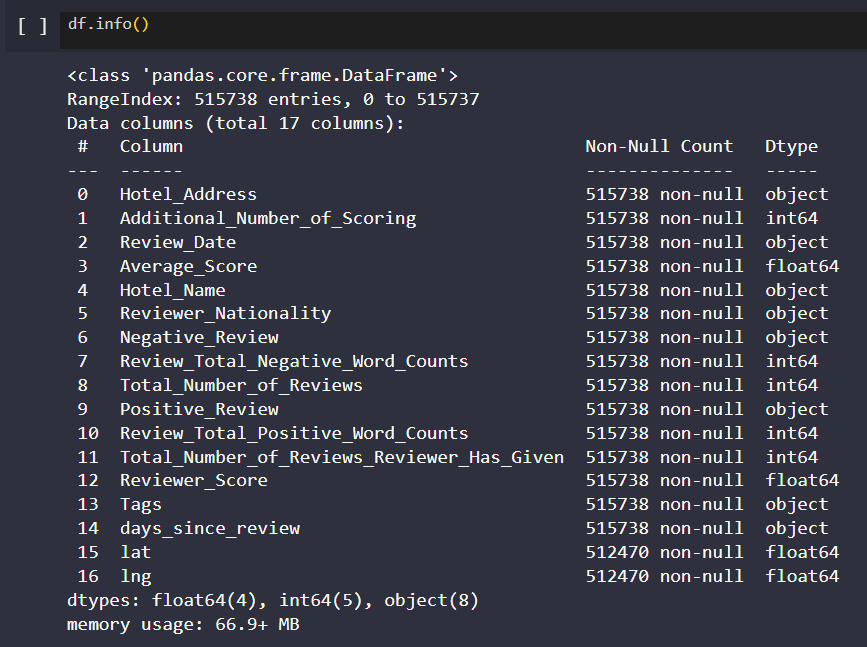 [ ] df.info()
<class 'pandas.core.frame.DataFrame'>
RangeIndex: 515738 entries, 0 to 515737
Data columns (total 17 columns):
# Column Non-Null Count Dtype
--- ------ -------------- -----
0 Hotel_Address 515738 non-null object
1 Additional_Number_of_Scoring 515738 non-null int64
2 Review_Date 515738 non-null object
3 Average_Score 515738 non-null float64
4 Hotel_Name 515738 non-null object
5 Reviewer_Nationality 515738 non-null object
6 Negative_Review 515738 non-null object
7 Review_Total_Negative_Word_Counts 515738 non-null int64
8 Total_Number_of_Reviews 515738 non-null int64
9 Positive_Review 515738 non-null object
10 Review_Total_Positive_Word_Counts 515738 non-null int64
11 Total_Number_of_Reviews_Reviewer_Has_Given 515738 non-null int64
12 Reviewer_Score 515738 non-null float64
13 Tags 515738 non-null object
14 days_since_review 515738 non-null object
15 lat 512470 non-null float64
16 lng 512470 non-null float64
dtypes: float64(4), int64(5), object(8)
memory usage: 66.9+ MB